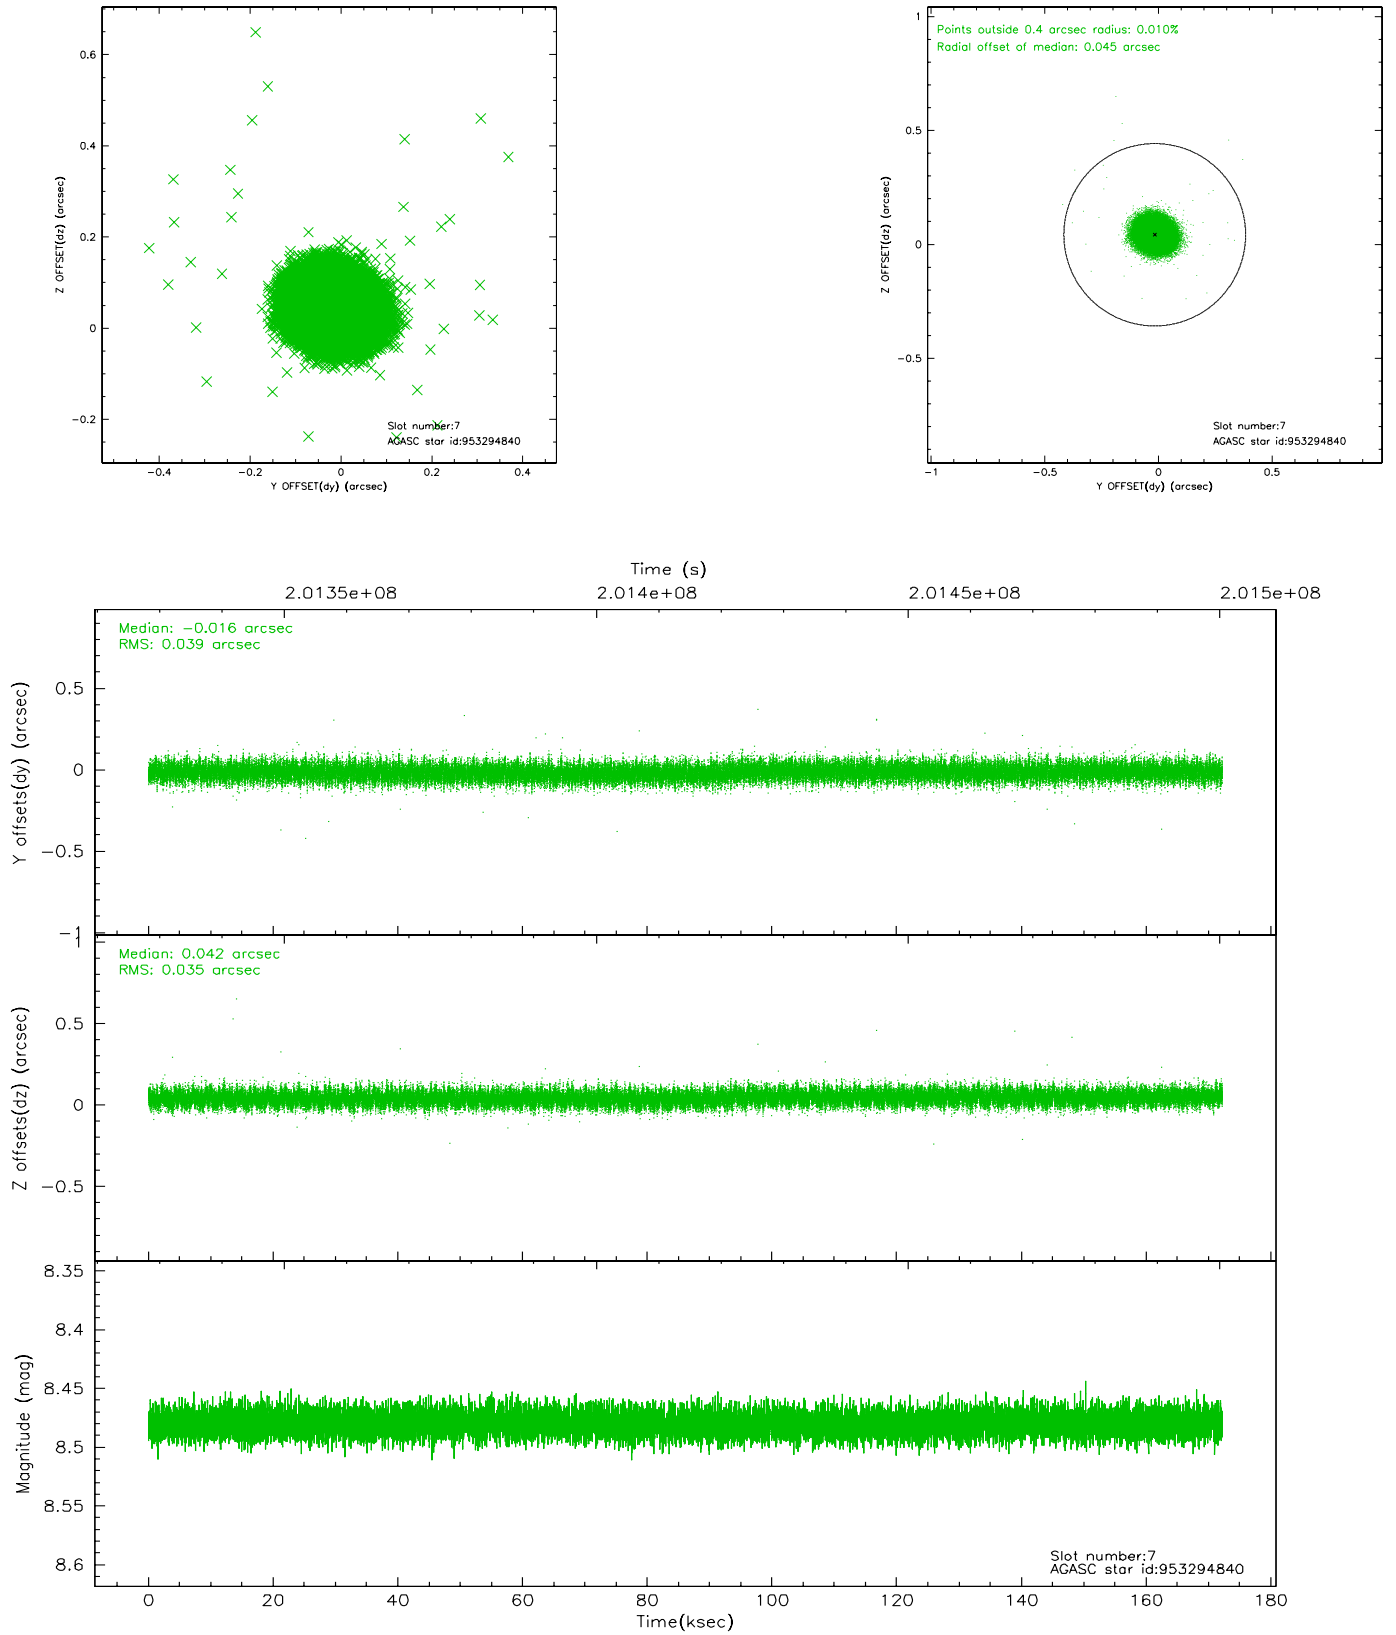 0.6
0.4
0.2
0
−0.2
Z OFFSET(dz) (arcsec)
Slot number:7
AGASC star id:953294840
−0.4 −0.2 0 0.2 0.4
Y OFFSET(dy) (arcsec)
Points outside 0.4 arcsec radius: 0.010%
Radial offset of median: 0.045 arcsec
1
0.5
0
−0.5
Z OFFSET(dz) (arcsec)
Slot number:7
AGASC star id:953294840
−1 −0.5 0 0.5
Y OFFSET(dy) (arcsec)
Time (s)
2.0135e+08 2.014e+08 2.0145e+08 2.015e+08
Median: −0.016 arcsec
RMS: 0.039 arcsec
0.5
0
−0.5
−1
Y offsets(dy) (arcsec)
Median: 0.042 arcsec
RMS: 0.035 arcsec
1
0.5
0
−0.5
Z offsets(dz) (arcsec)
8.35
8.4
8.45
8.5
8.55
8.6
Magnitude (mag)
Slot number:7
AGASC star id:953294840
0 20 40 60 80 100 120 140 160 180
Time(ksec)